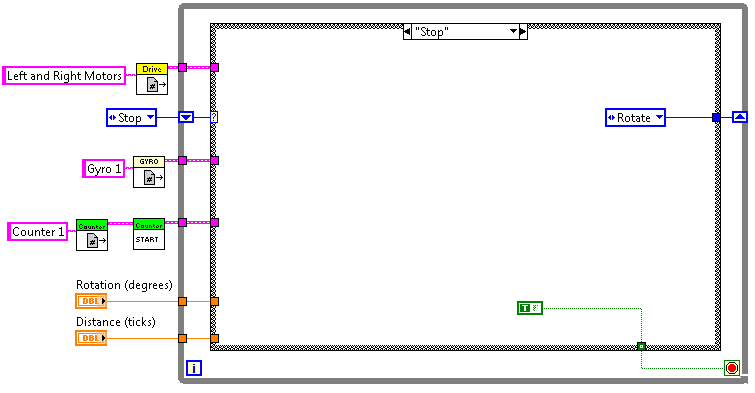 "Stop"
Drive
Left and Right Motors
#
Stop
?
Rotate
GYRO
Gyro 1
#
Counter
Counter
Counter 1
#
START
Rotation (degrees)
DBL
T F
Distance (ticks)
DBL
i